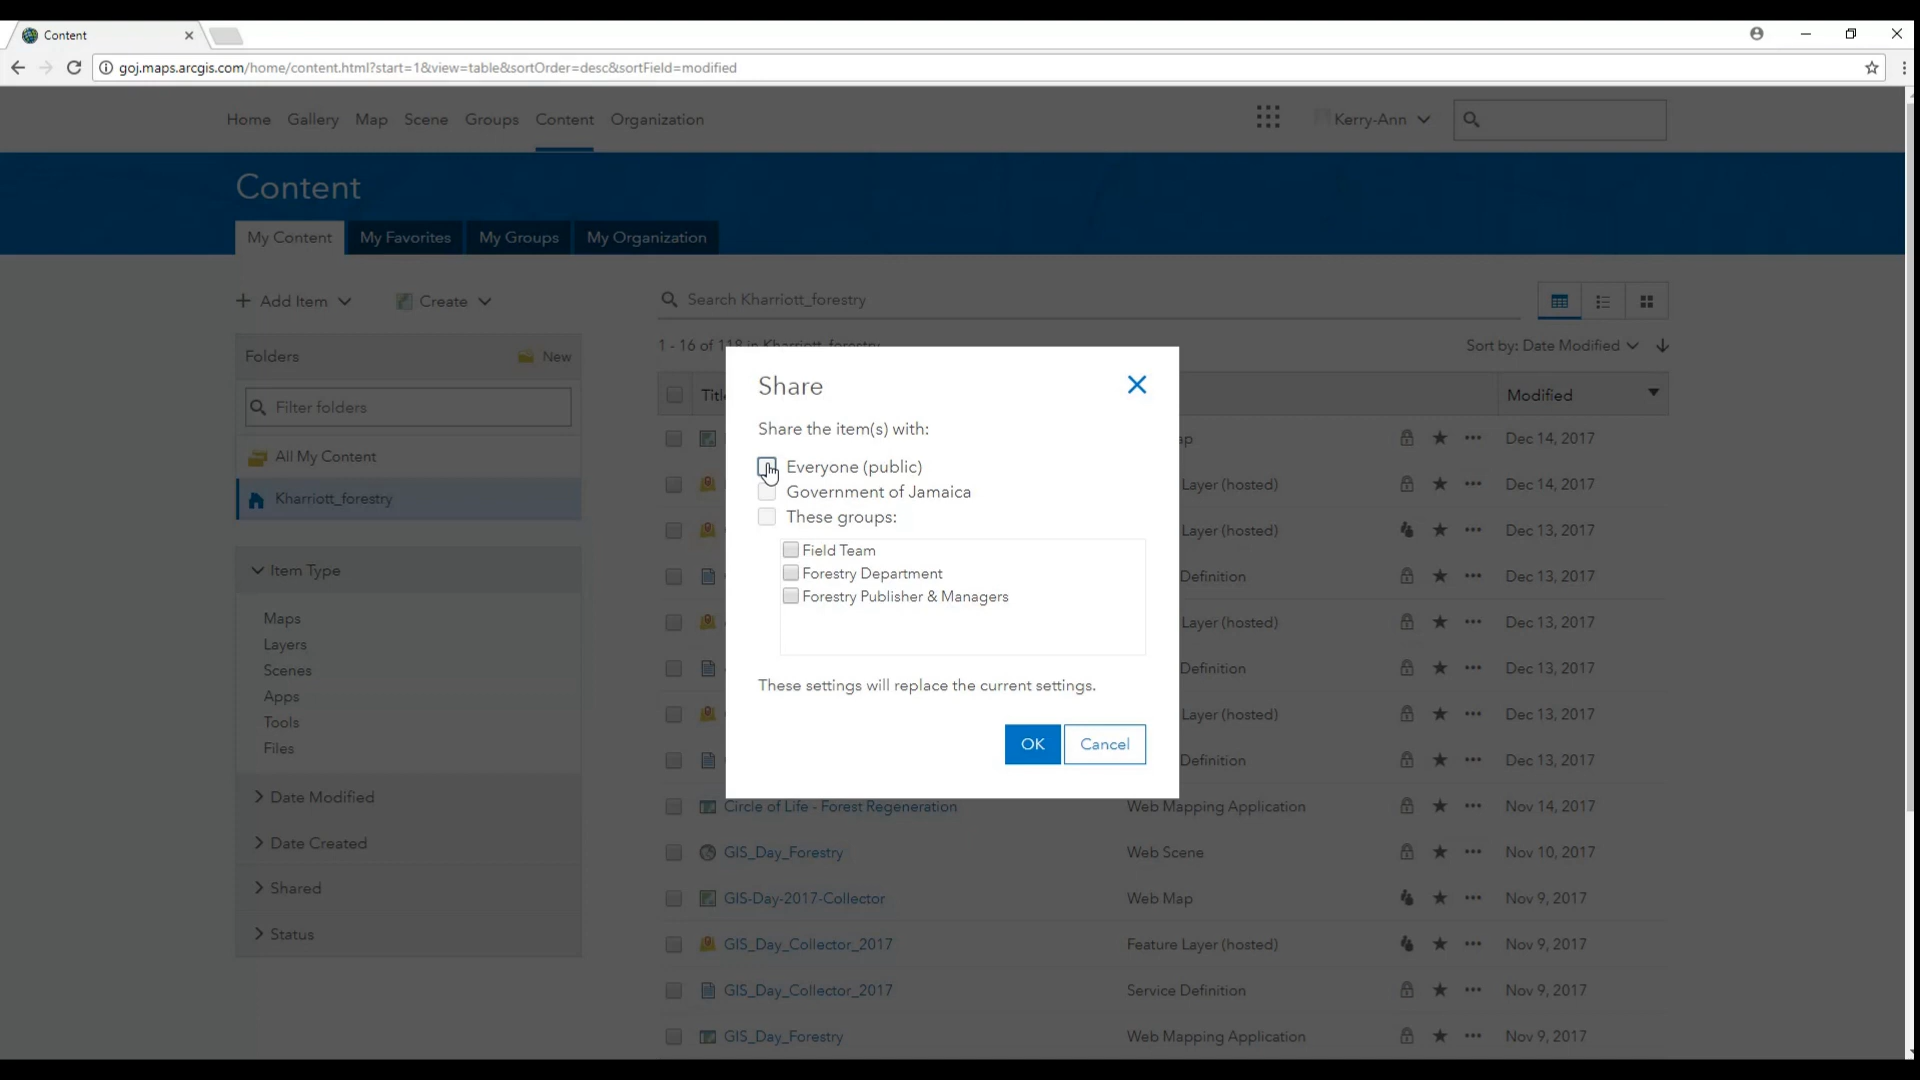 Content
goj.maps.arcgis.com/home/content.html?start=1&view=table&sortOrder=desc&sortField=modified
Home Gallery Map Scene Groups Content Organization Kerry-Ann
Content
My Content My Favorites My Groups My Organization
Add Item Create Search Kharriott_forestry
Folders New
1 - 16 of 118 in Kharriott_forestry Sort by: Date Modified
Filter folders
Modified
All My Content
Kharriott_forestry
Item Type
Maps
Layers
Scenes
Apps
Tools
Files
Date Modified
Date Created
Shared
Status
Share
Share the item(s) with:
Everyone (public)
Government of Jamaica
These groups:
Field Team
Forestry Department
Forestry Publisher & Managers
These settings will replace the current settings.
OK Cancel
Dec 14, 2017
Layer (hosted) Dec 14, 2017
Layer (hosted) Dec 13, 2017
Definition Dec 13, 2017
Layer (hosted) Dec 13, 2017
Definition Dec 13, 2017
Layer (hosted) Dec 13, 2017
Definition Dec 13, 2017
Circle of Life - Forest Regeneration Web Mapping Application Nov 14, 2017
GIS_Day_Forestry Web Scene Nov 10, 2017
GIS-Day-2017-Collector Web Map Nov 9, 2017
GIS_Day_Collector_2017 Feature Layer (hosted) Nov 9, 2017
GIS_Day_Collector_2017 Service Definition Nov 9, 2017
GIS_Day_Forestry Web Mapping Application Nov 9, 2017